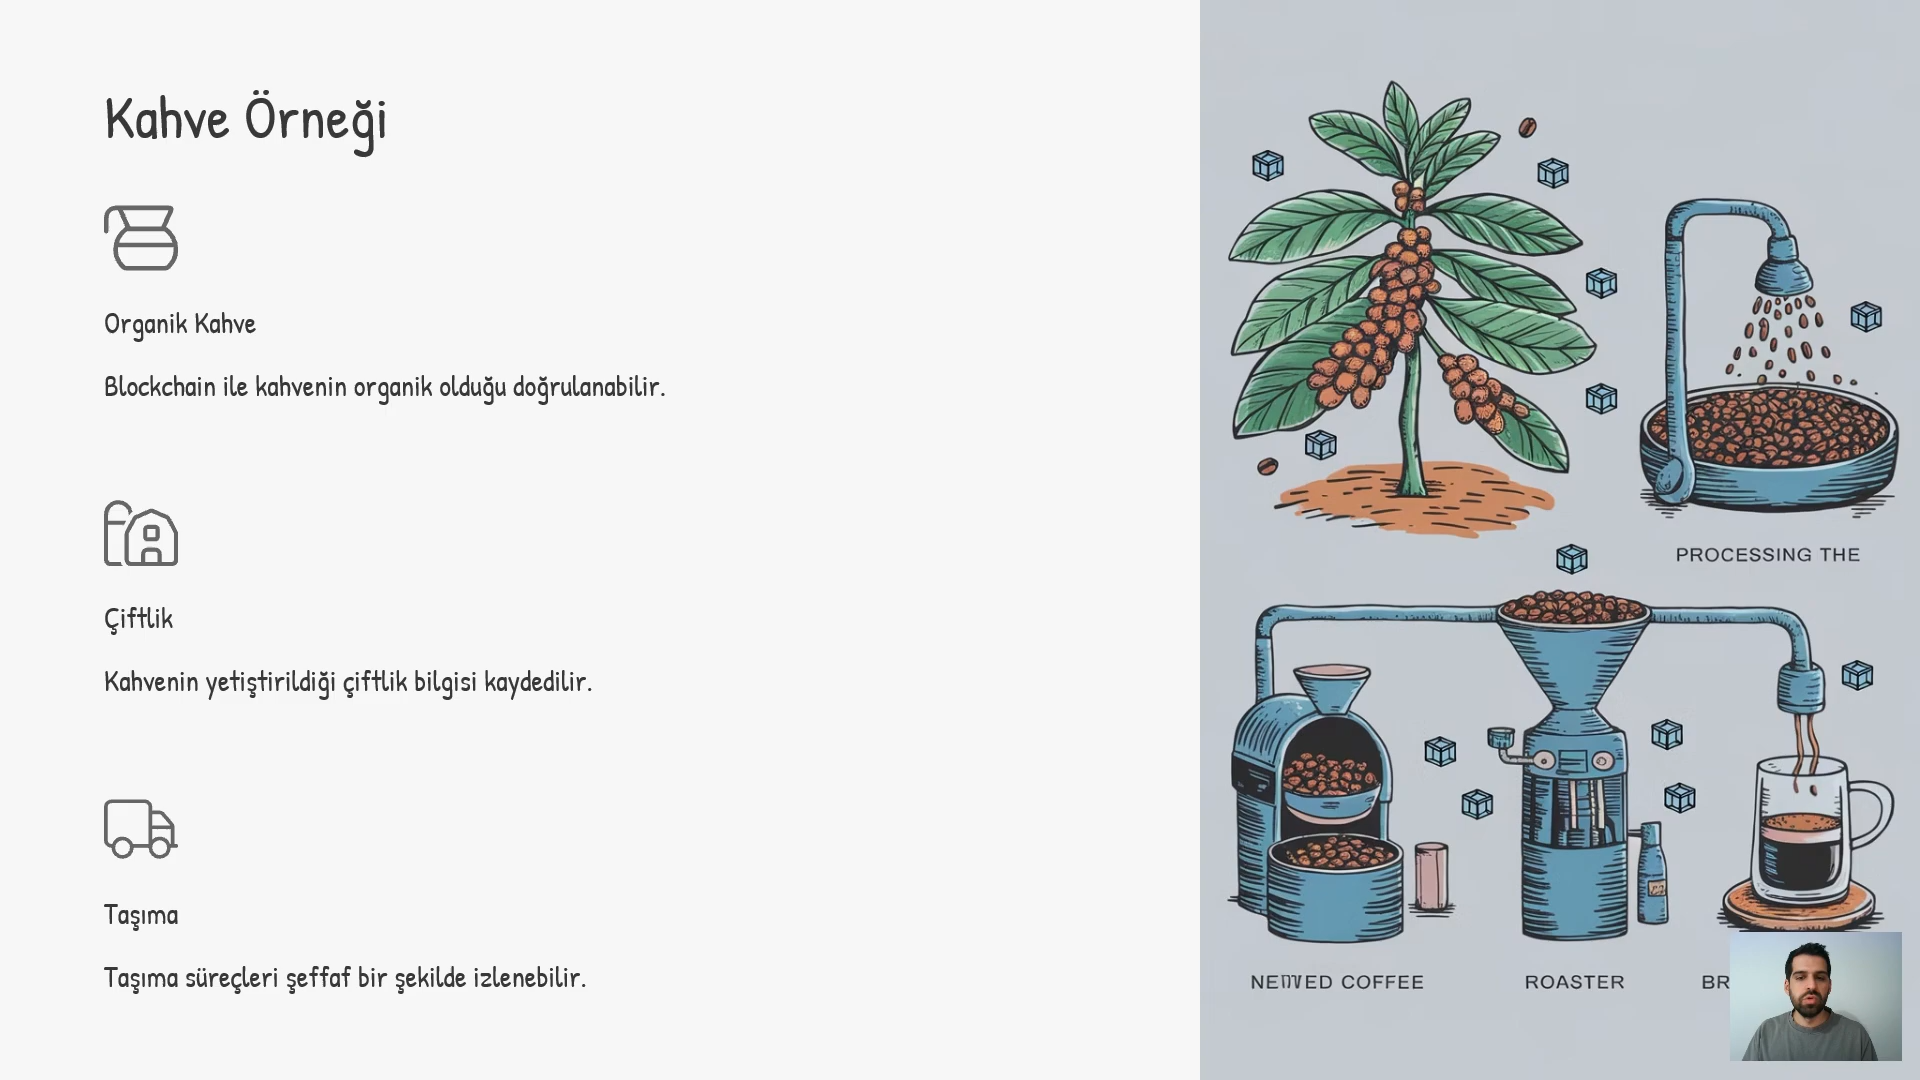 Kahve Örneği
Organik Kahve
Blockchain ile kahvenin organik olduğu doğrulanabilir.
Çiftlik
Kahvenin yetiştirildiği çiftlik bilgisi kaydedilir.
Taşıma
Taşıma süreçleri şeffaf bir şekilde izlenebilir.
PROCESSING THE
COFFEE
ROASTER